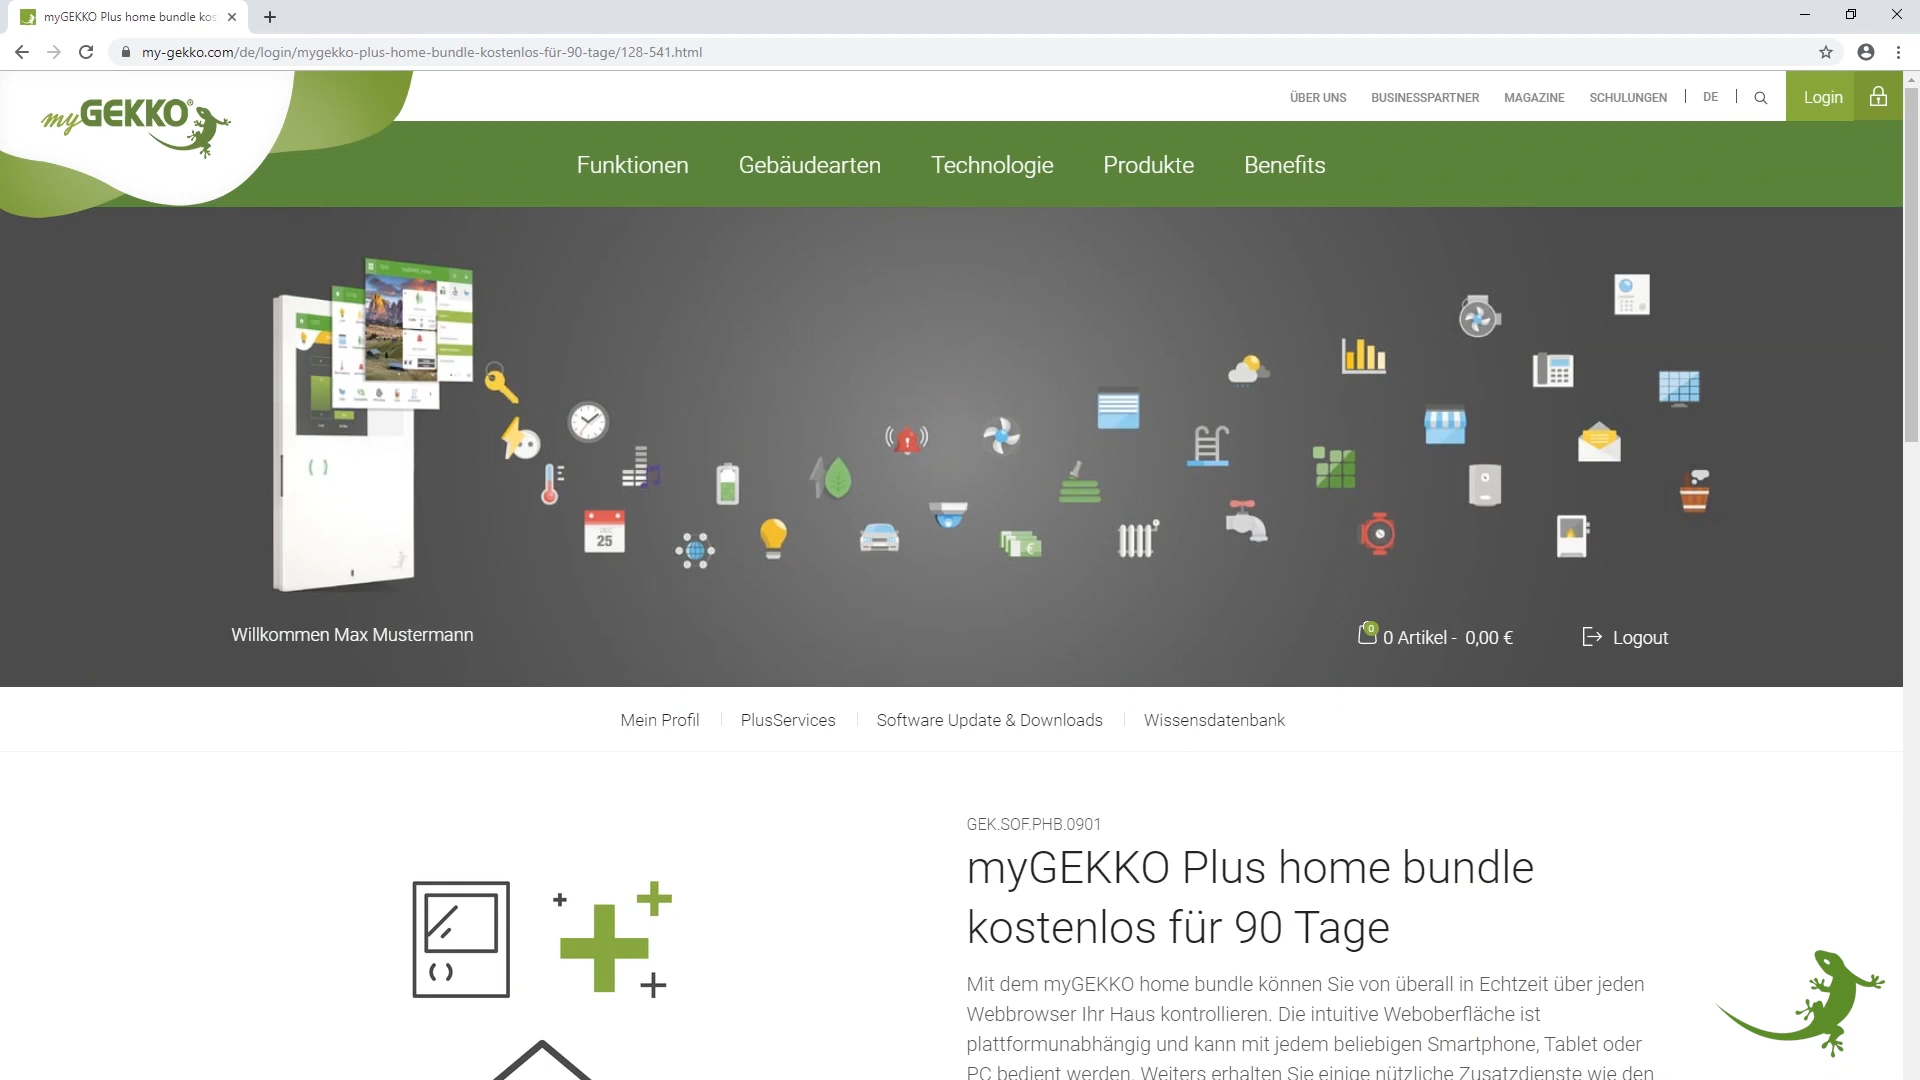 myGEKKO Plus home bundle kos
my-gekko.com/de/login/mygekko-plus-home-bundle-kostenlos-für-90-tage/128-541.html
myGEKKO®
ÜBER UNS
BUSINESSPARTNER
MAGAZINE
SCHULUNGEN
DE
Login
Funktionen
Gebäudearten
Technologie
Produkte
Benefits
25
Willkommen Max Mustermann
0
0 Artikel - 0,00 €
Logout
Mein Profil
PlusServices
Software Update & Downloads
Wissensdatenbank
GEK.SOF.PHB.0901
myGEKKO Plus home bundle
kostenlos für 90 Tage
Mit dem myGEKKO home bundle können Sie von überall in Echtzeit über jeden
Webbrowser Ihr Haus kontrollieren. Die intuitive Weboberfläche ist
plattformunabhängig und kann mit jedem beliebigen Smartphone, Tablet oder
PC bedient werden. Weiters erhalten Sie einige nützliche Zusatzdienste wie den